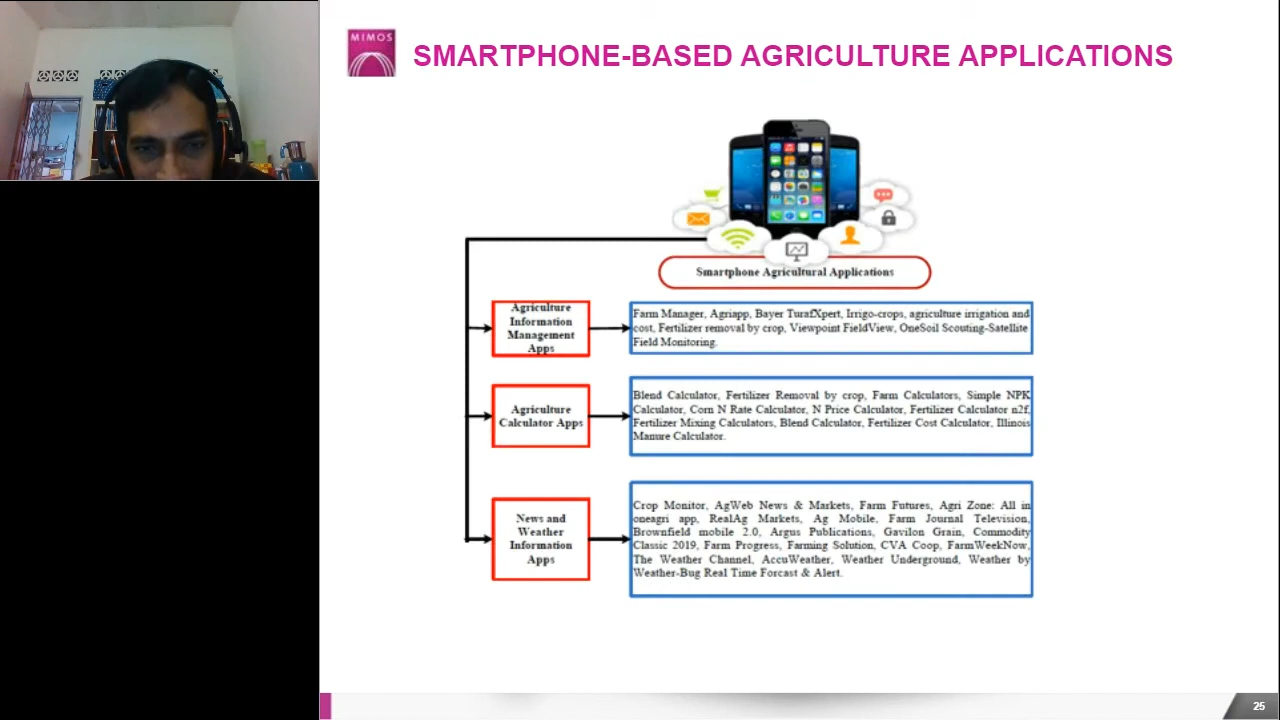 MIMOS
SMARTPHONE-BASED AGRICULTURE APPLICATIONS
Smartphone Agricultural Applications
Agriculture
Information
Management
Apps
Farm Manager, Agriapp, Bayer TurafXpert, Irrigo-crops, agriculture irrigation and
cost, Fertilizer removal by crop, Viewpoint FieldView, OneSoil Scouting-Satellite
Field Monitoring.
Agriculture
Calculator Apps
Blend Calculator, Fertilizer Removal by crop, Farm Calculators, Simple NPK
Calculator, Corn N Rate Calculator, N Price Calculator, Fertilizer Calculator n2f,
Fertilizer Mixing Calculators, Blend Calculator, Fertilizer Cost Calculator, Illinois
Manure Calculator.
News and
Weather
Information
Apps
Crop Monitor, AgWeb News & Markets, Farm Futures, Agri Zone: All in
oneagri app, RealAg Markets, Ag Mobile, Farm Journal Television,
Brownfield mobile 2.0, Argus Publications, Gavilon Grain, Commodity
Classic 2019, Farm Progress, Farming Solution, CVA Coop, FarmWeekNow,
The Weather Channel, AccuWeather, Weather Underground, Weather by
Weather-Bug Real Time Forcast & Alert.
25